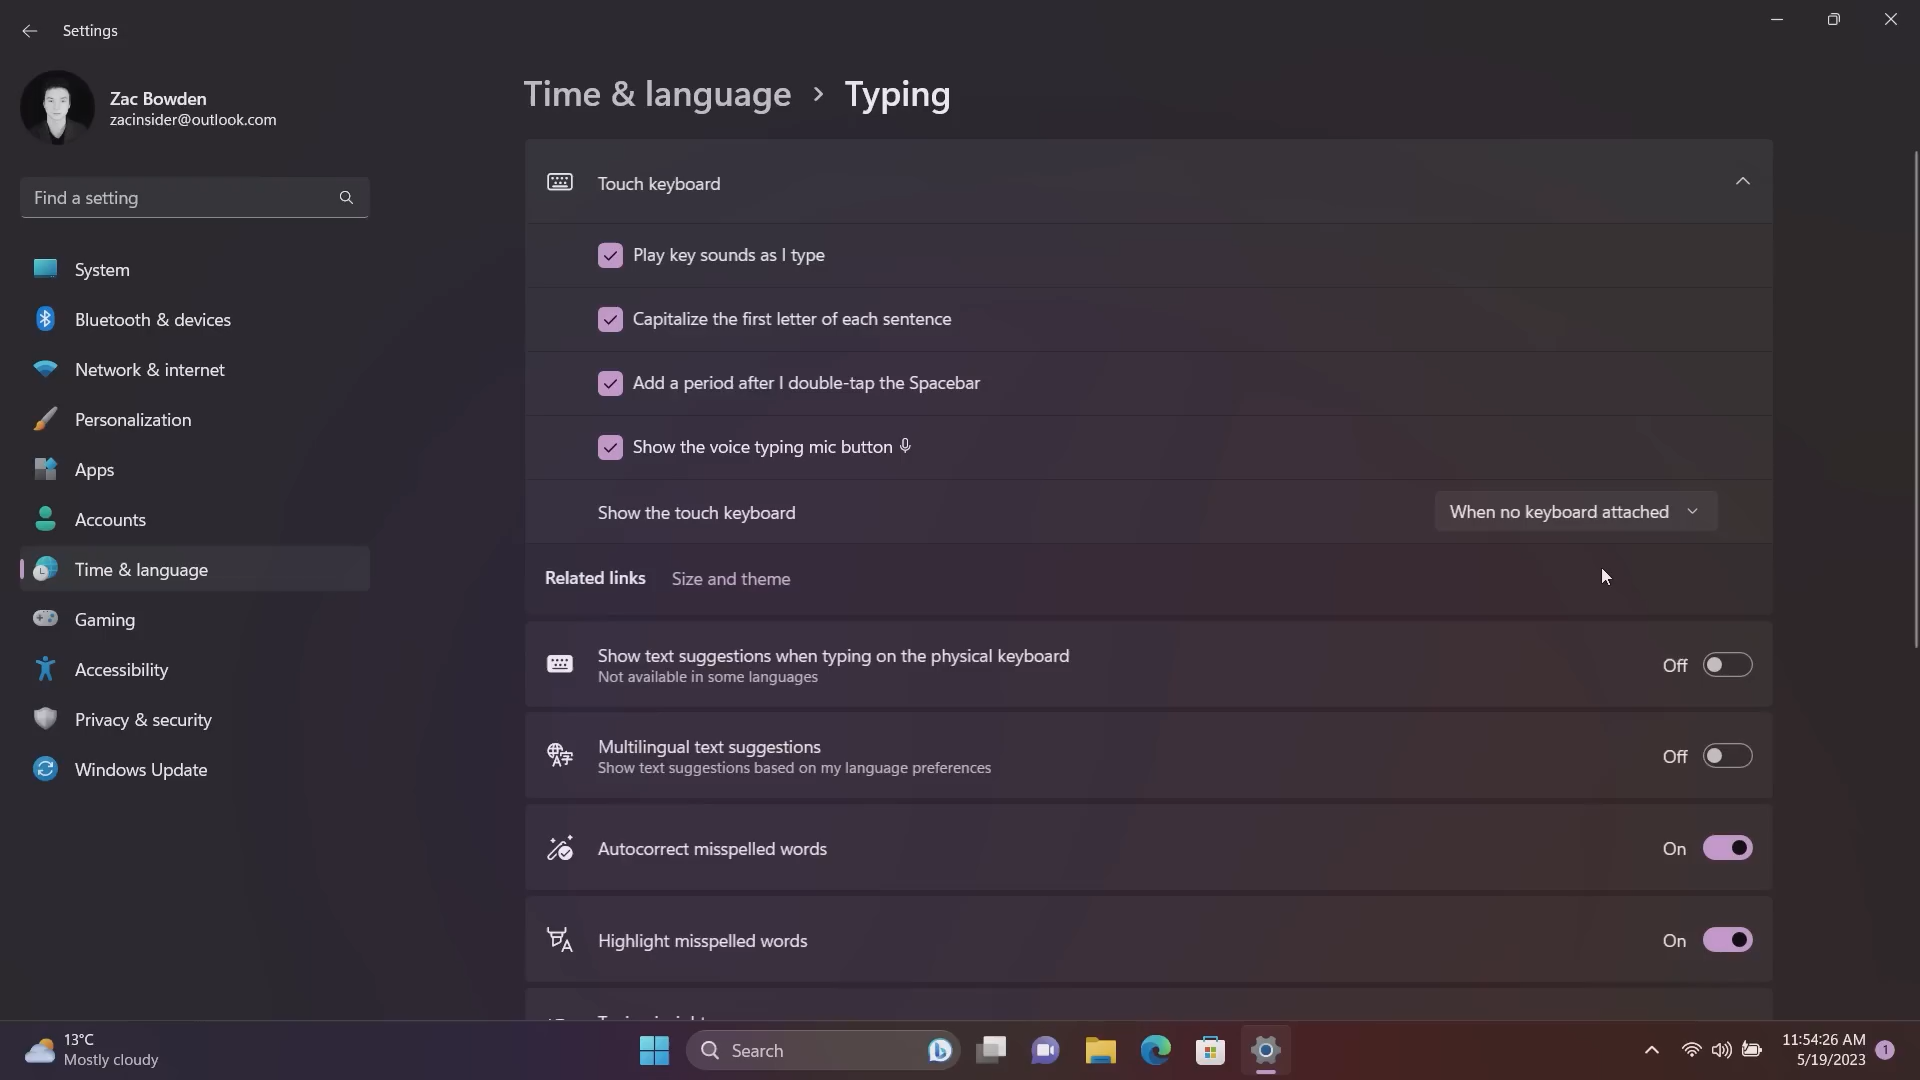 Settings
Zac Bowden
zacinsider@outlook.com
Find a setting
System
Bluetooth & devices
Network & internet
Personalization
Apps
Accounts
Time & language
Gaming
Accessibility
Privacy & security
Windows Update
Time & language > Typing
Touch keyboard
Play key sounds as I type
Capitalize the first letter of each sentence
Add a period after I double-tap the Spacebar
Show the voice typing mic button
Show the touch keyboard
When no keyboard attached
Related links Size and theme
Show text suggestions when typing on the physical keyboard
Not available in some languages
Off
Multilingual text suggestions
Show text suggestions based on my language preferences
Off
Autocorrect misspelled words
On
Highlight misspelled words
On
13°C
Mostly cloudy
Search
11:54:26 AM
5/19/2023
1